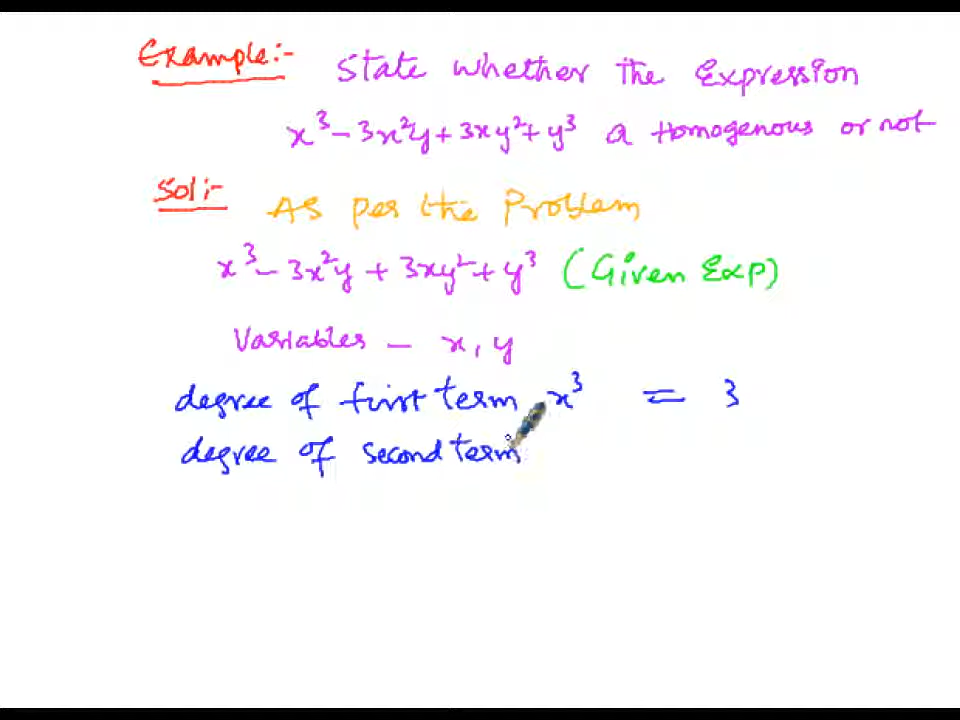 Example:- State whether the Expression
x³ - 3x²y + 3xy² + y³ a Homogenous or not
Sol:- As per the Problem
x³ - 3x²y + 3xy² + y³ (Given Exp)
Variables - x, y
degree of first term x³ = 3
degree of second term